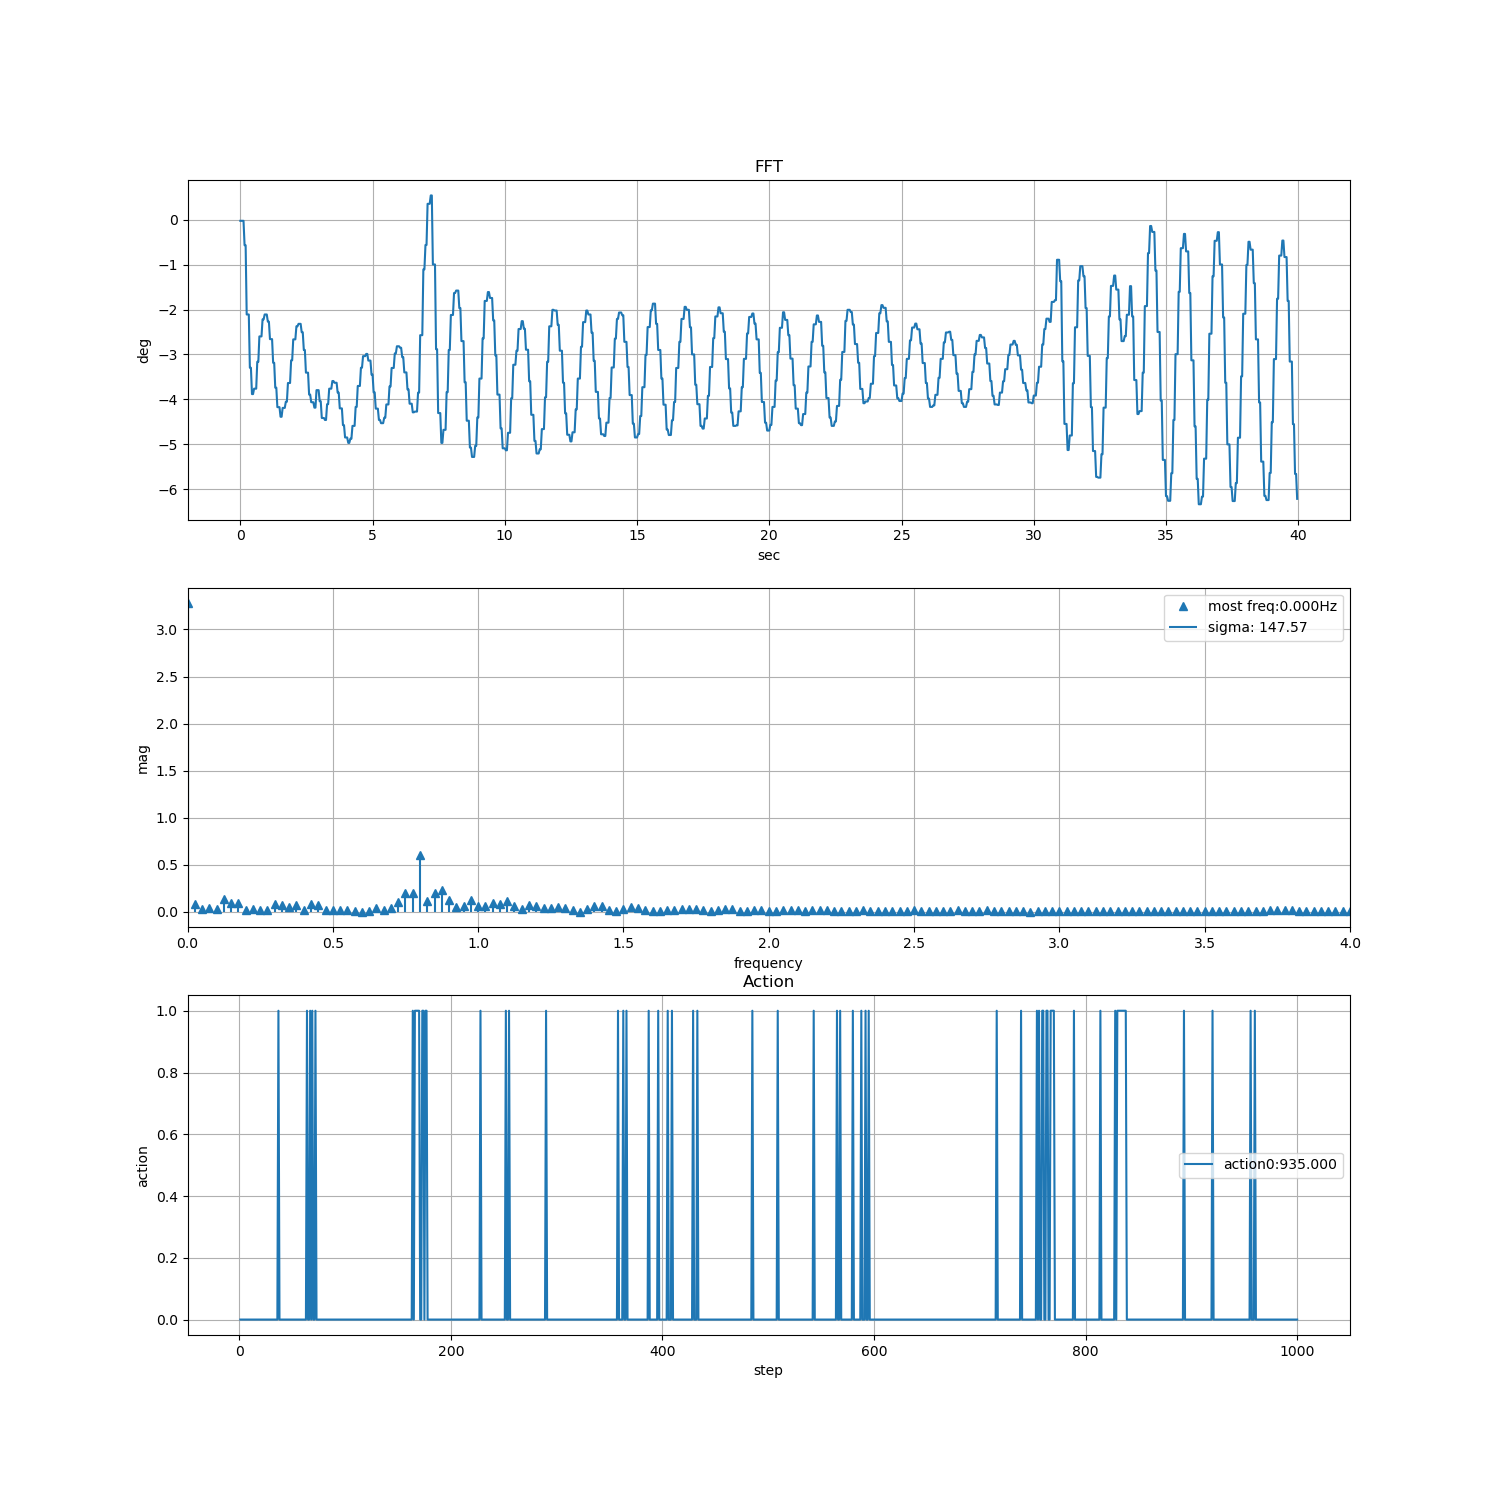 FFT
0
−1
−2
−3
−4
−5
−6
deg
0 5 10 15 20 25 30 35 40
sec
most freq:0.000Hz
sigma: 147.57
3.0
2.5
2.0
1.5
1.0
0.5
0.0
mag
0.0 0.5 1.0 1.5 2.0 2.5 3.0 3.5 4.0
frequency
Action
1.0
0.8
0.6
0.4
0.2
0.0
action
action0:935.000
0 200 400 600 800 1000
step